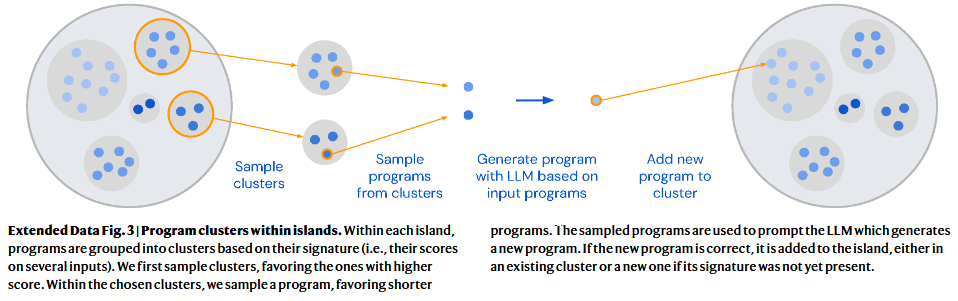 Sample
clusters
Sample
programs
from clusters
Generate program
with LLM based on
input programs
Add new
program to
cluster
Extended Data Fig. 3 | Program clusters within islands. Within each island,
programs are grouped into clusters based on their signature (i.e., their scores
on several inputs). We first sample clusters, favoring the ones with higher
score. Within the chosen clusters, we sample a program, favoring shorter
programs. The sampled programs are used to prompt the LLM which generates
a new program. If the new program is correct, it is added to the island, either in
an existing cluster or a new one if its signature was not yet present.